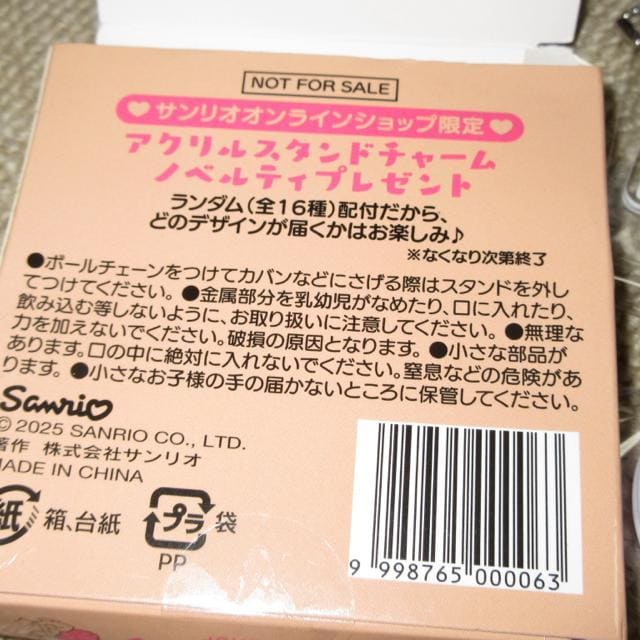 NOT FOR SALE
サンリオオンラインショップ限定
アクリルスタンドチャーム
ノベルティプレゼント
ランダム(全16種)配付だから、
どのデザインが届くかはお楽しみ♪
※なくなり次第終了
●ボールチェーンをつけてカバンなどにさげる際はスタンドを外し
てつけてください。●金属部分を乳幼児がなめたり、口に入れたり、
飲み込む等しないように、お取り扱いに注意してください。●無理な
力を加えないでください。破損の原因となります。●小さな部品が
あります。口の中に絶対に入れないでください。窒息などの危険があ
ります。●小さなお子様の手の届かないところに保管してください。
Sanrio
© 2025 SANRIO CO., LTD.
著作 株式会社サンリオ
MADE IN CHINA
紙 箱、台紙 プラ 袋
PP
9 998765 000063